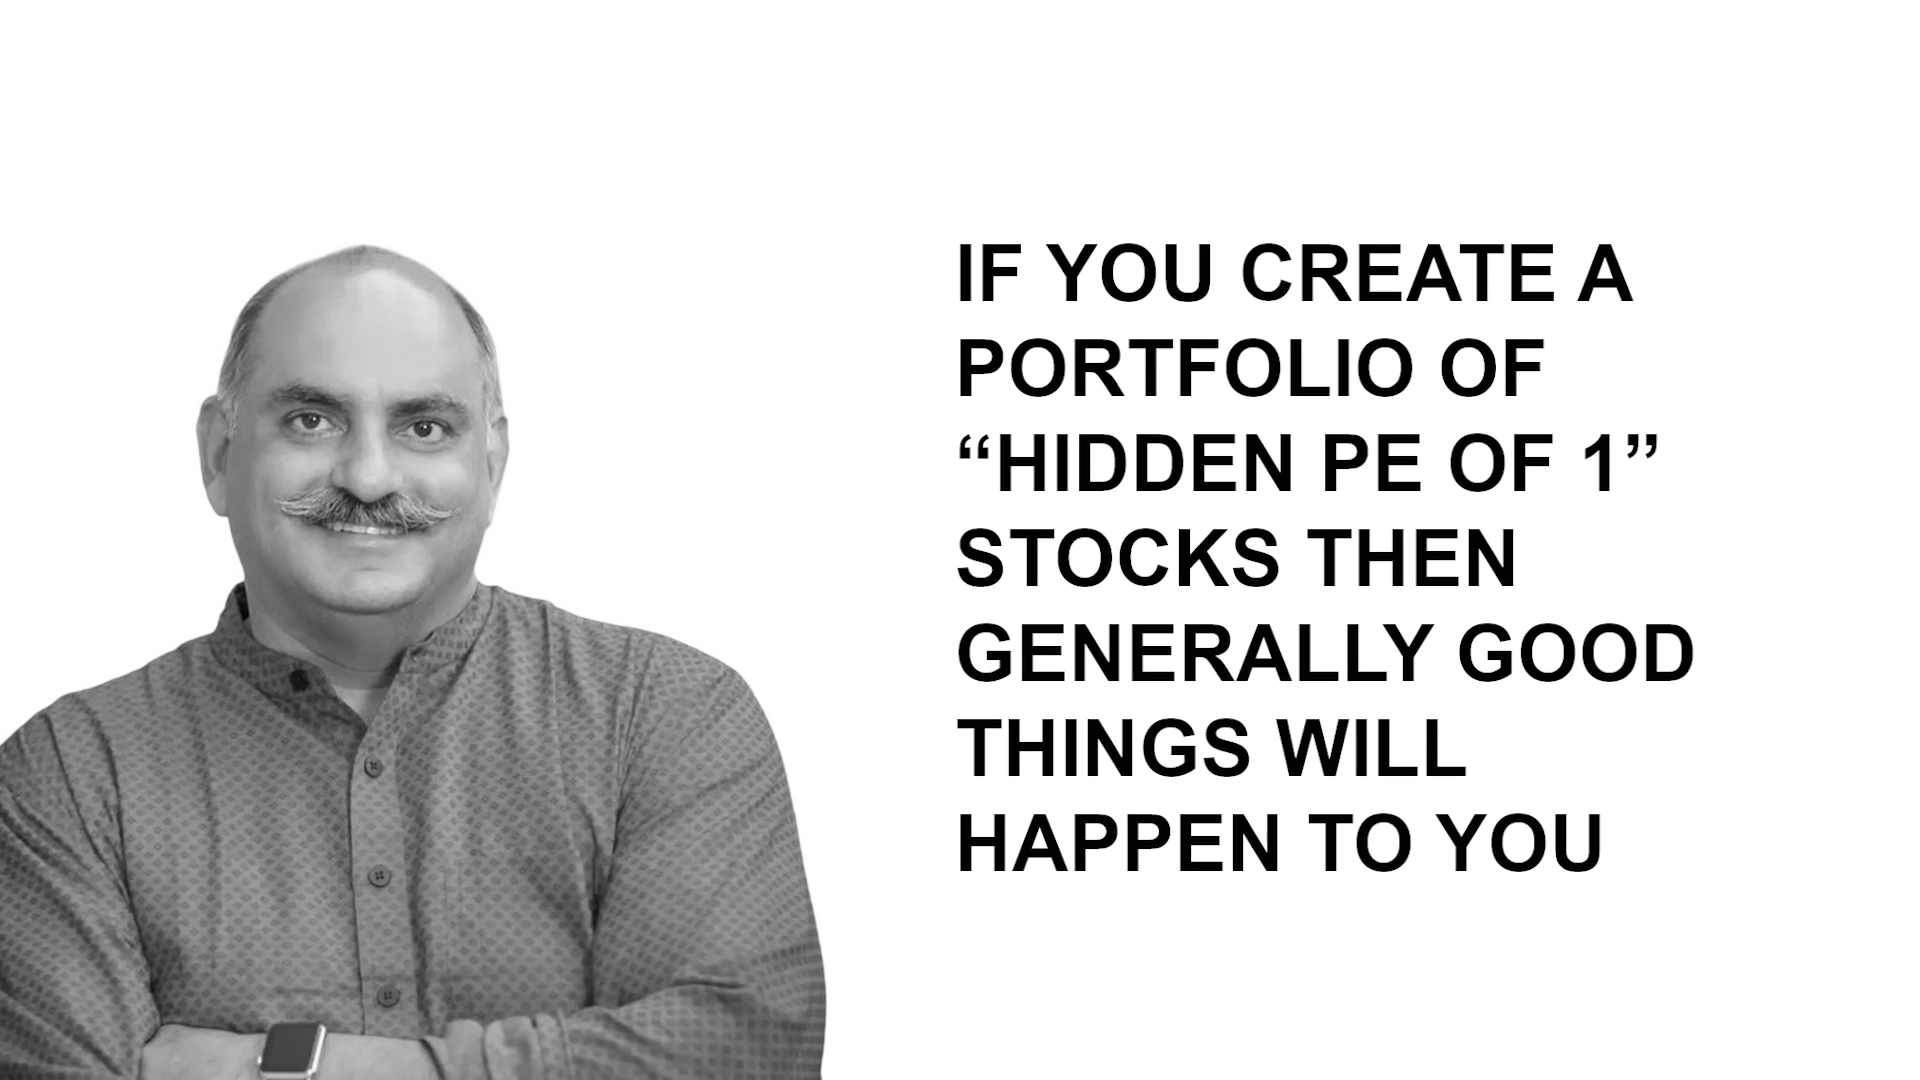 IF YOU CREATE A
PORTFOLIO OF
“HIDDEN PE OF 1”
STOCKS THEN
GENERALLY GOOD
THINGS WILL
HAPPEN TO YOU